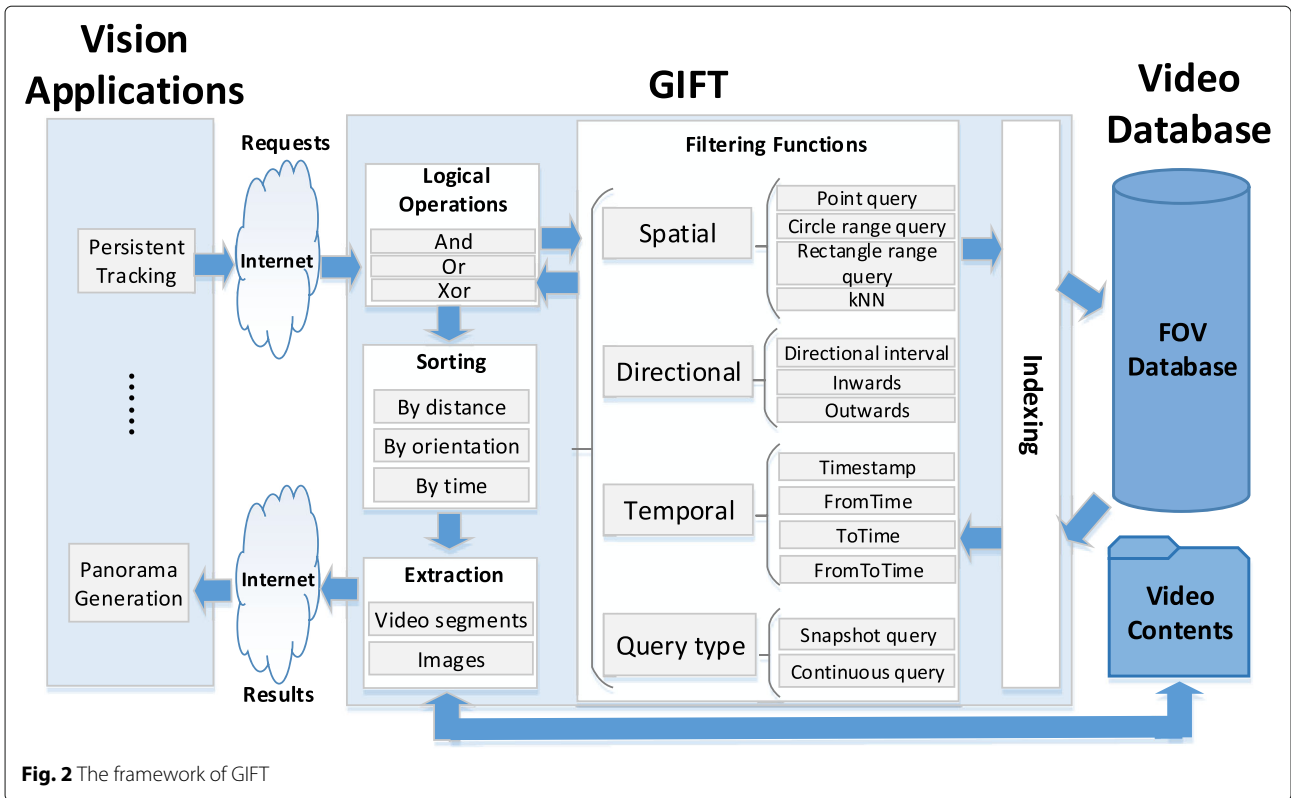 Vision
Applications
GIFT
Video
Database
Requests
Internet
Persistent
Tracking
......
Panorama
Generation
Internet
Results
Logical
Operations
And
Or
Xor
Sorting
By distance
By orientation
By time
Extraction
Video segments
Images
Filtering Functions
Spatial
Point query
Circle range query
Rectangle range
query
kNN
Directional
Directional interval
Inwards
Outwards
Temporal
Timestamp
FromTime
ToTime
FromToTime
Query type
Snapshot query
Continuous query
Indexing
FOV
Database
Video
Contents
Fig. 2 The framework of GIFT